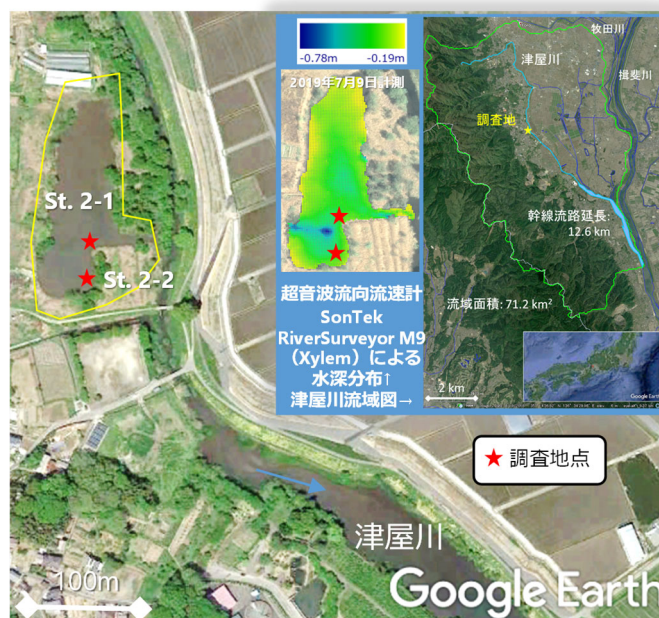 -0.78m
-0.19m
2019年7月9日計測
St. 2-1
St. 2-2
超音波流向流速計
SonTek
RiverSurveyor M9
（Xylem）による
水深分布↑
津屋川流域図→
牧田川
津屋川
揖斐川
調査地
幹線流路延長:
12.6 km
流域面積: 71.2 km²
2 km
Google Earth
★ 調査地点
津屋川
100m
Google Earth